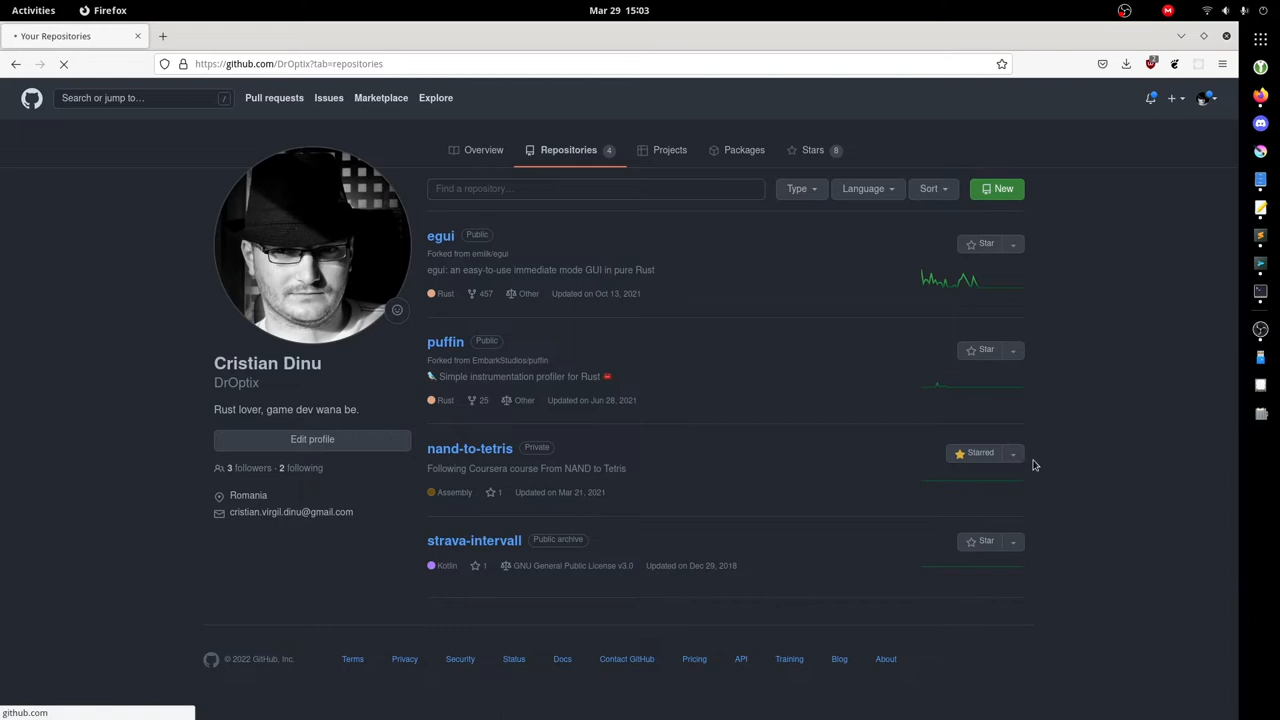 Activities
Firefox
Mar 29 15:03
Your Repositories
https://github.com/DrOptix?tab=repositories
Search or jump to…
/
Pull requests
Issues
Marketplace
Explore
Overview
Repositories 4
Projects
Packages
Stars 8
Find a repository…
Type
Language
Sort
New
egui Public
Star
Forked from emilk/egui
egui: an easy-to-use immediate mode GUI in pure Rust
Rust 457 Other Updated on Oct 13, 2021
puffin Public
Star
Forked from EmbarkStudios/puffin
Simple instrumentation profiler for Rust
Rust 25 Other Updated on Jun 28, 2021
nand-to-tetris Private
Starred
Following Coursera course From NAND to Tetris
Assembly 1 Updated on Mar 21, 2021
strava-intervall Public archive
Star
Kotlin 1 GNU General Public License v3.0 Updated on Dec 29, 2018
Cristian Dinu
DrOptix
Rust lover, game dev wana be.
Edit profile
3 followers · 2 following
Romania
cristian.virgil.dinu@gmail.com
© 2022 GitHub, Inc.
Terms
Privacy
Security
Status
Docs
Contact GitHub
Pricing
API
Training
Blog
About
github.com